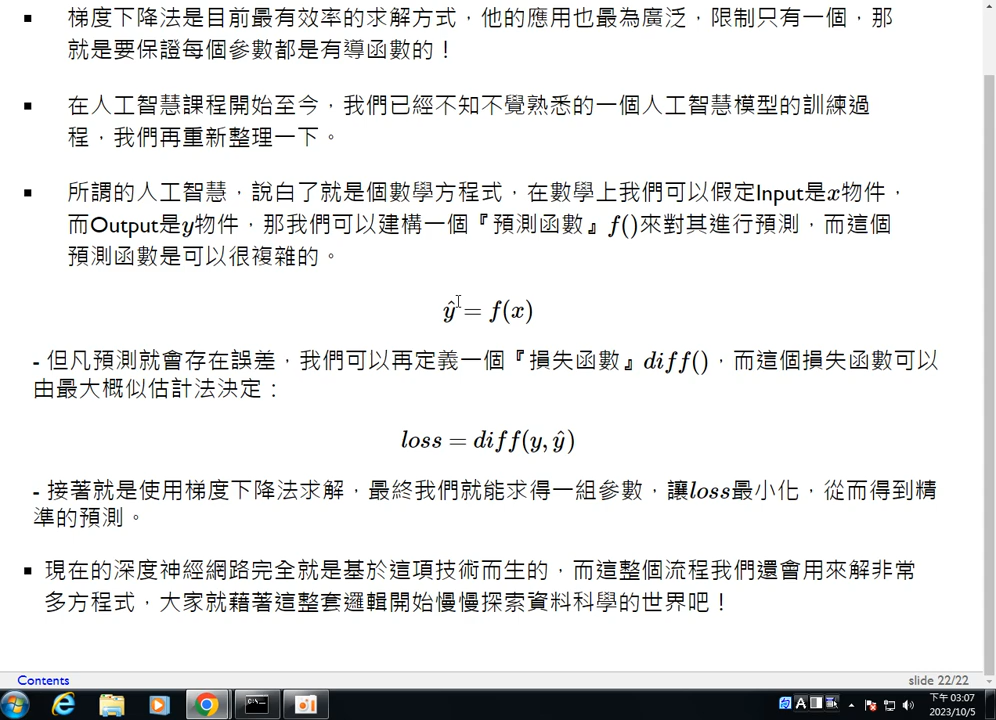 ▪ 梯度下降法是目前最有效率的求解方式，他的應用也最為廣泛，限制只有一個，那
就是要保證每個參數都是有導函數的！
▪ 在人工智慧課程開始至今，我們已經不知不覺熟悉的一個人工智慧模型的訓練過
程，我們再重新整理一下。
▪ 所謂的人工智慧，說白了就是個數學方程式，在數學上我們可以假定Input是x物件，
而Output是y物件，那我們可以建構一個『預測函數』f()來對其進行預測，而這個
預測函數是可以很複雜的。
ŷ = f(x)
- 但凡預測就會存在誤差，我們可以再定義一個『損失函數』diff()，而這個損失函數可以
由最大概似估計法決定：
loss = diff(y, ŷ)
- 接著就是使用梯度下降法求解，最終我們就能求得一組參數，讓loss最小化，從而得到精
準的預測。
▪ 現在的深度神經網路完全就是基於這項技術而生的，而這整個流程我們還會用來解非常
多方程式，大家就藉著這整套邏輯開始慢慢探索資料科學的世界吧！
Contents
slide 22/22
下午 03:07
2023/10/5